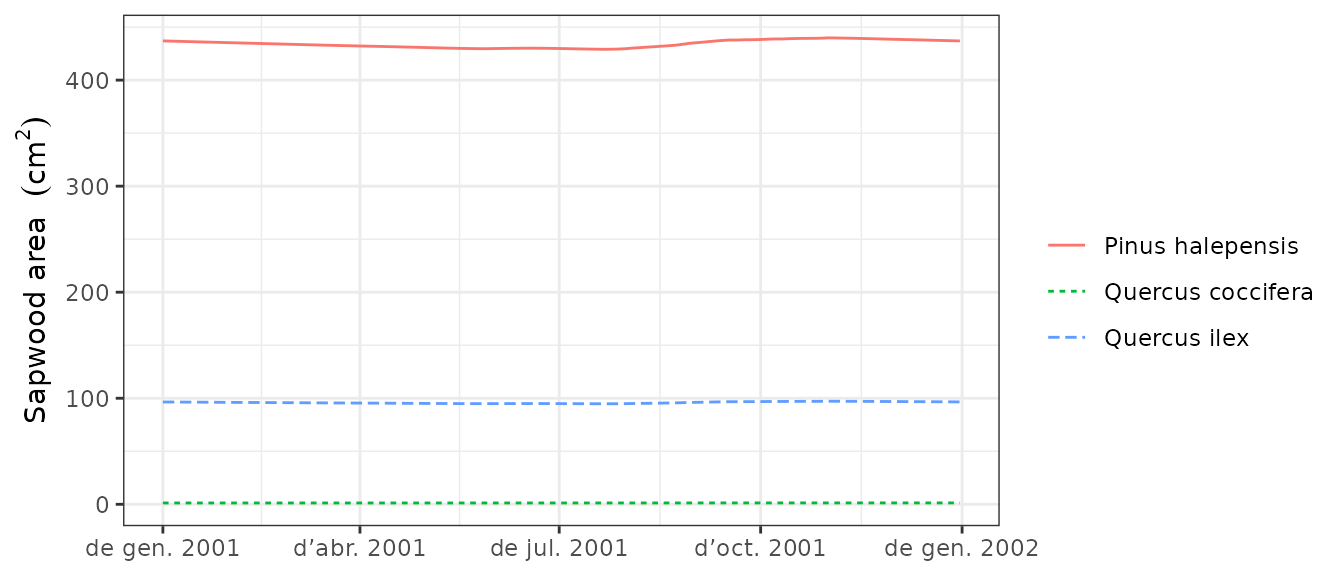 Sapwood area (cm²)
400
300
200
100
0
de gen. 2001 d’abr. 2001 de jul. 2001 d’oct. 2001 de gen. 2002
Pinus halepensis
Quercus coccifera
Quercus ilex